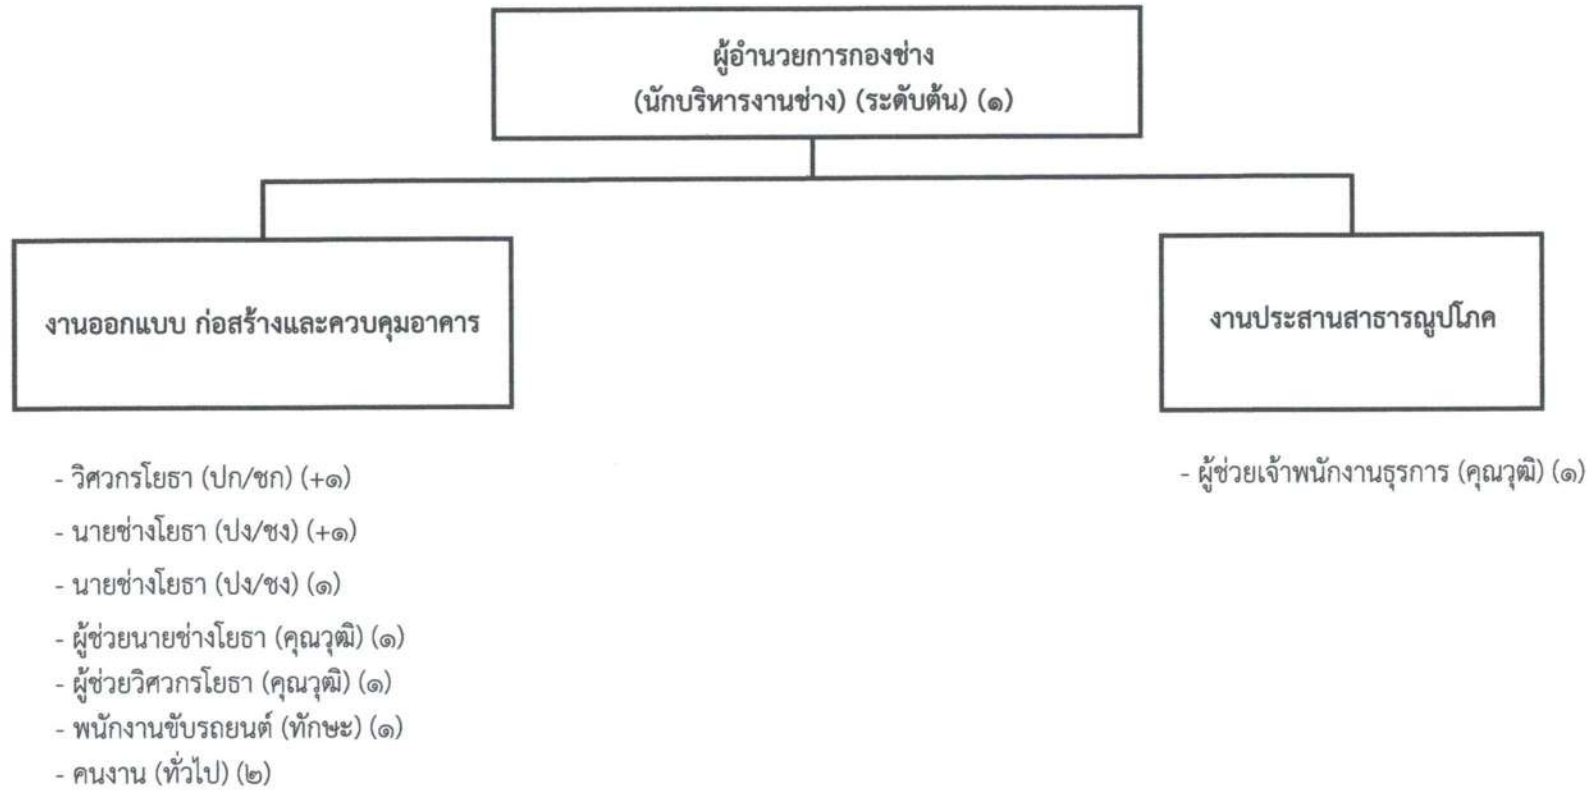 ผู้อำนวยการกองช่าง
(นักบริหารงานช่าง) (ระดับต้น) (๑)
งานออกแบบ ก่อสร้างและควบคุมอาคาร
งานประสานสาธารณูปโภค
- วิศวกรโยธา (ปก/ชก) (+๑)
- นายช่างโยธา (ปง/ชง) (+๑)
- นายช่างโยธา (ปง/ชง) (๑)
- ผู้ช่วยนายช่างโยธา (คุณวุฒิ) (๑)
- ผู้ช่วยวิศวกรโยธา (คุณวุฒิ) (๑)
- พนักงานขับรถยนต์ (ทักษะ) (๑)
- คนงาน (ทั่วไป) (๒)
- ผู้ช่วยเจ้าพนักงานธุรการ (คุณวุฒิ) (๑)